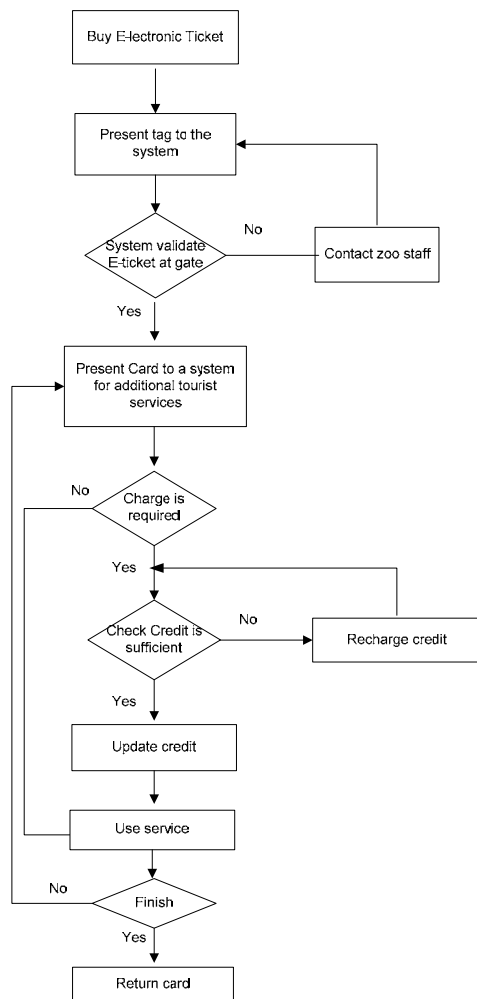 Buy E-lectronic Ticket
Present tag to the
system
System validate
E-ticket at gate
No
Contact zoo staff
Yes
Present Card to a system
for additional tourist
services
No
Charge is
required
Yes
Check Credit is
sufficient
No
Recharge credit
Yes
Update credit
Use service
No
Finish
Yes
Return card